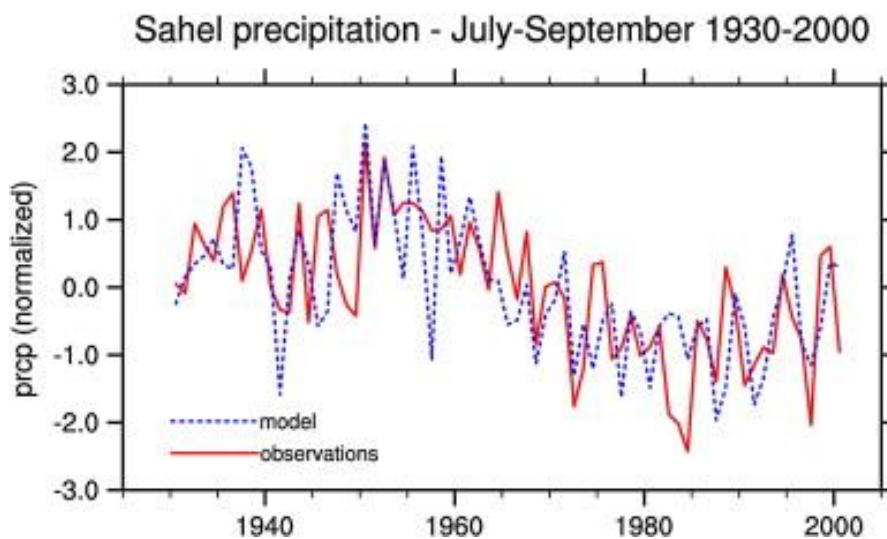 Sahel precipitation - July-September 1930-2000
3.0
2.0
1.0
0.0
-1.0
-2.0
-3.0
prcp (normalized)
model
observations
1940 1960 1980 2000